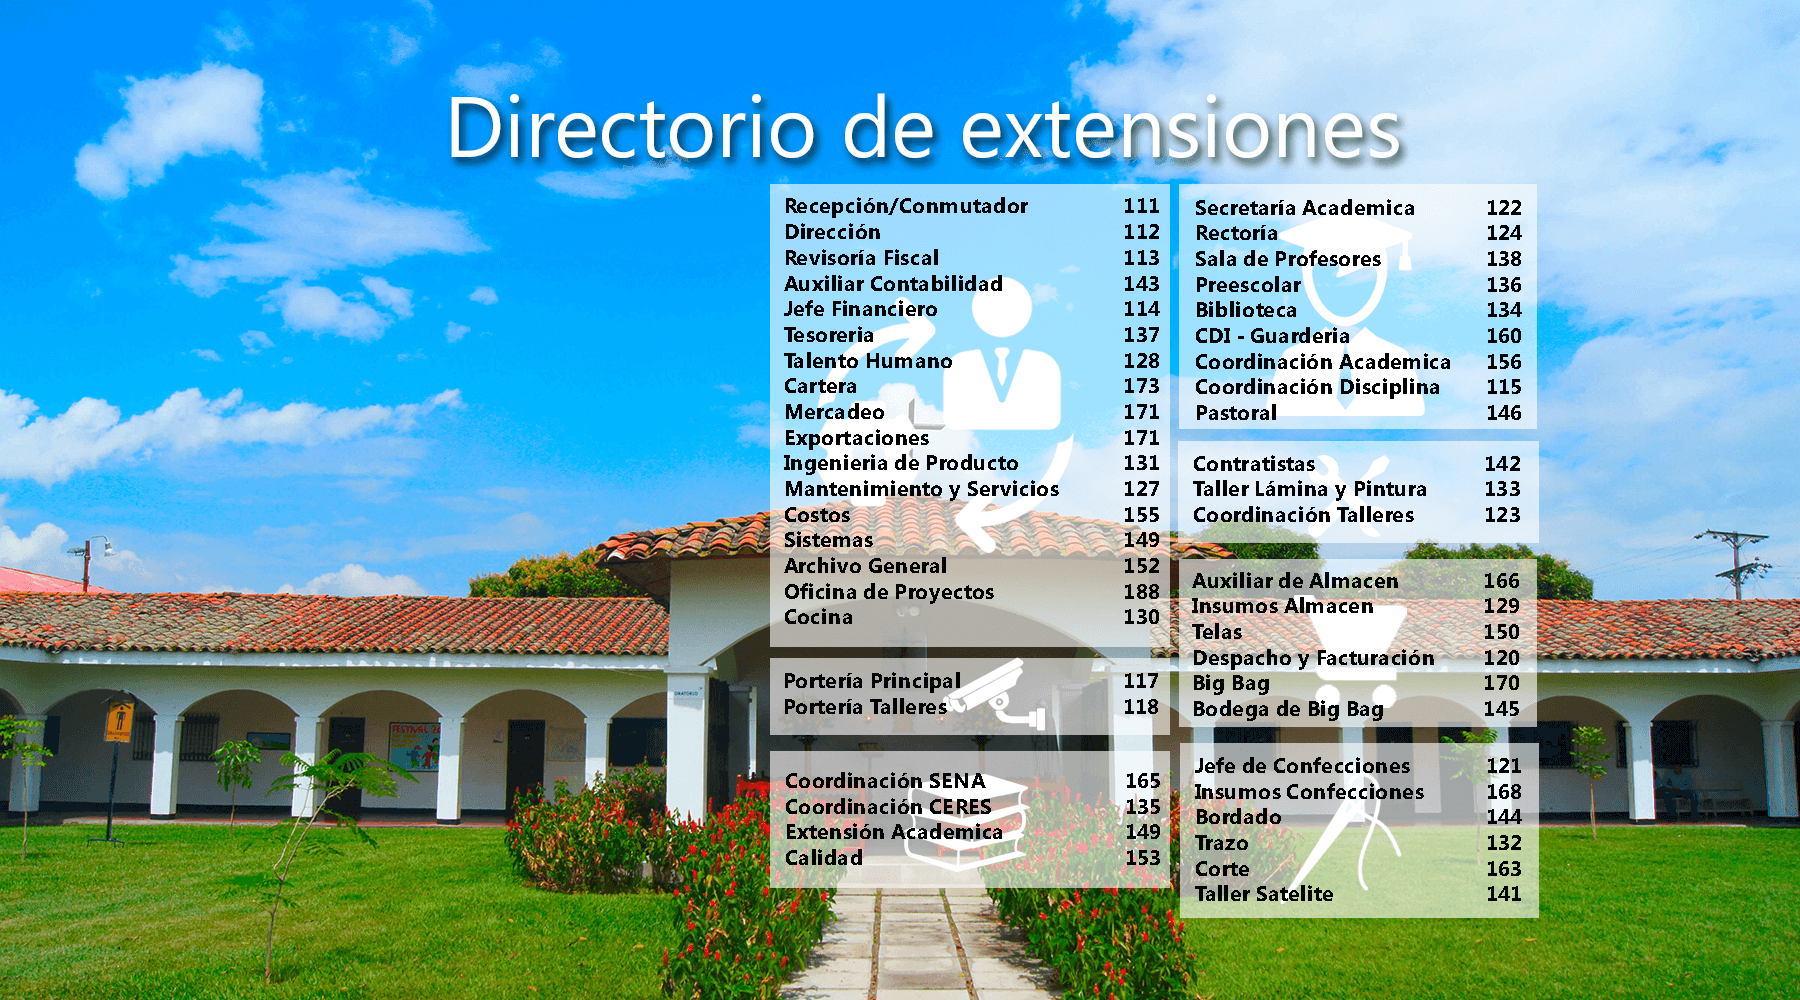 Directorio de extensiones
Recepción/Conmutador 111
Dirección 112
Revisoría Fiscal 113
Auxiliar Contabilidad 143
Jefe Financiero 114
Tesoreria 137
Talento Humano 128
Cartera 173
Mercadeo 171
Exportaciones 171
Ingenieria de Producto 131
Mantenimiento y Servicios 127
Costos 155
Sistemas 149
Archivo General 152
Oficina de Proyectos 188
Cocina 130
Portería Principal 117
Portería Talleres 118
Coordinación SENA 165
Coordinación CERES 135
Extensión Academica 149
Calidad 153
Secretaría Academica 122
Rectoría 124
Sala de Profesores 138
Preescolar 136
Biblioteca 134
CDI - Guarderia 160
Coordinación Academica 156
Coordinación Disciplina 115
Pastoral 146
Contratistas 142
Taller Lámina y Pintura 133
Coordinación Talleres 123
Auxiliar de Almacen 166
Insumos Almacen 129
Telas 150
Despacho y Facturación 120
Big Bag 170
Bodega de Big Bag 145
Jefe de Confecciones 121
Insumos Confecciones 168
Bordado 144
Trazo 132
Corte 163
Taller Satelite 141
ORATORIO